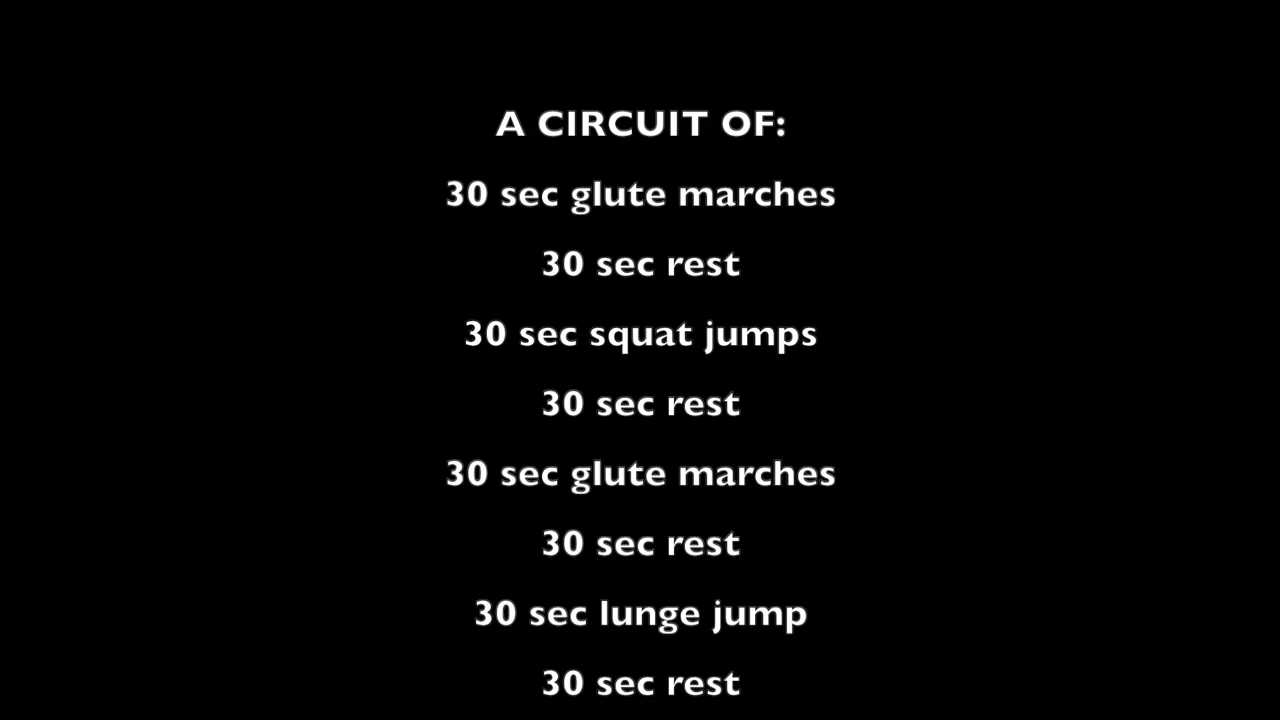 A CIRCUIT OF:
30 sec glute marches
30 sec rest
30 sec squat jumps
30 sec rest
30 sec glute marches
30 sec rest
30 sec lunge jump
30 sec rest